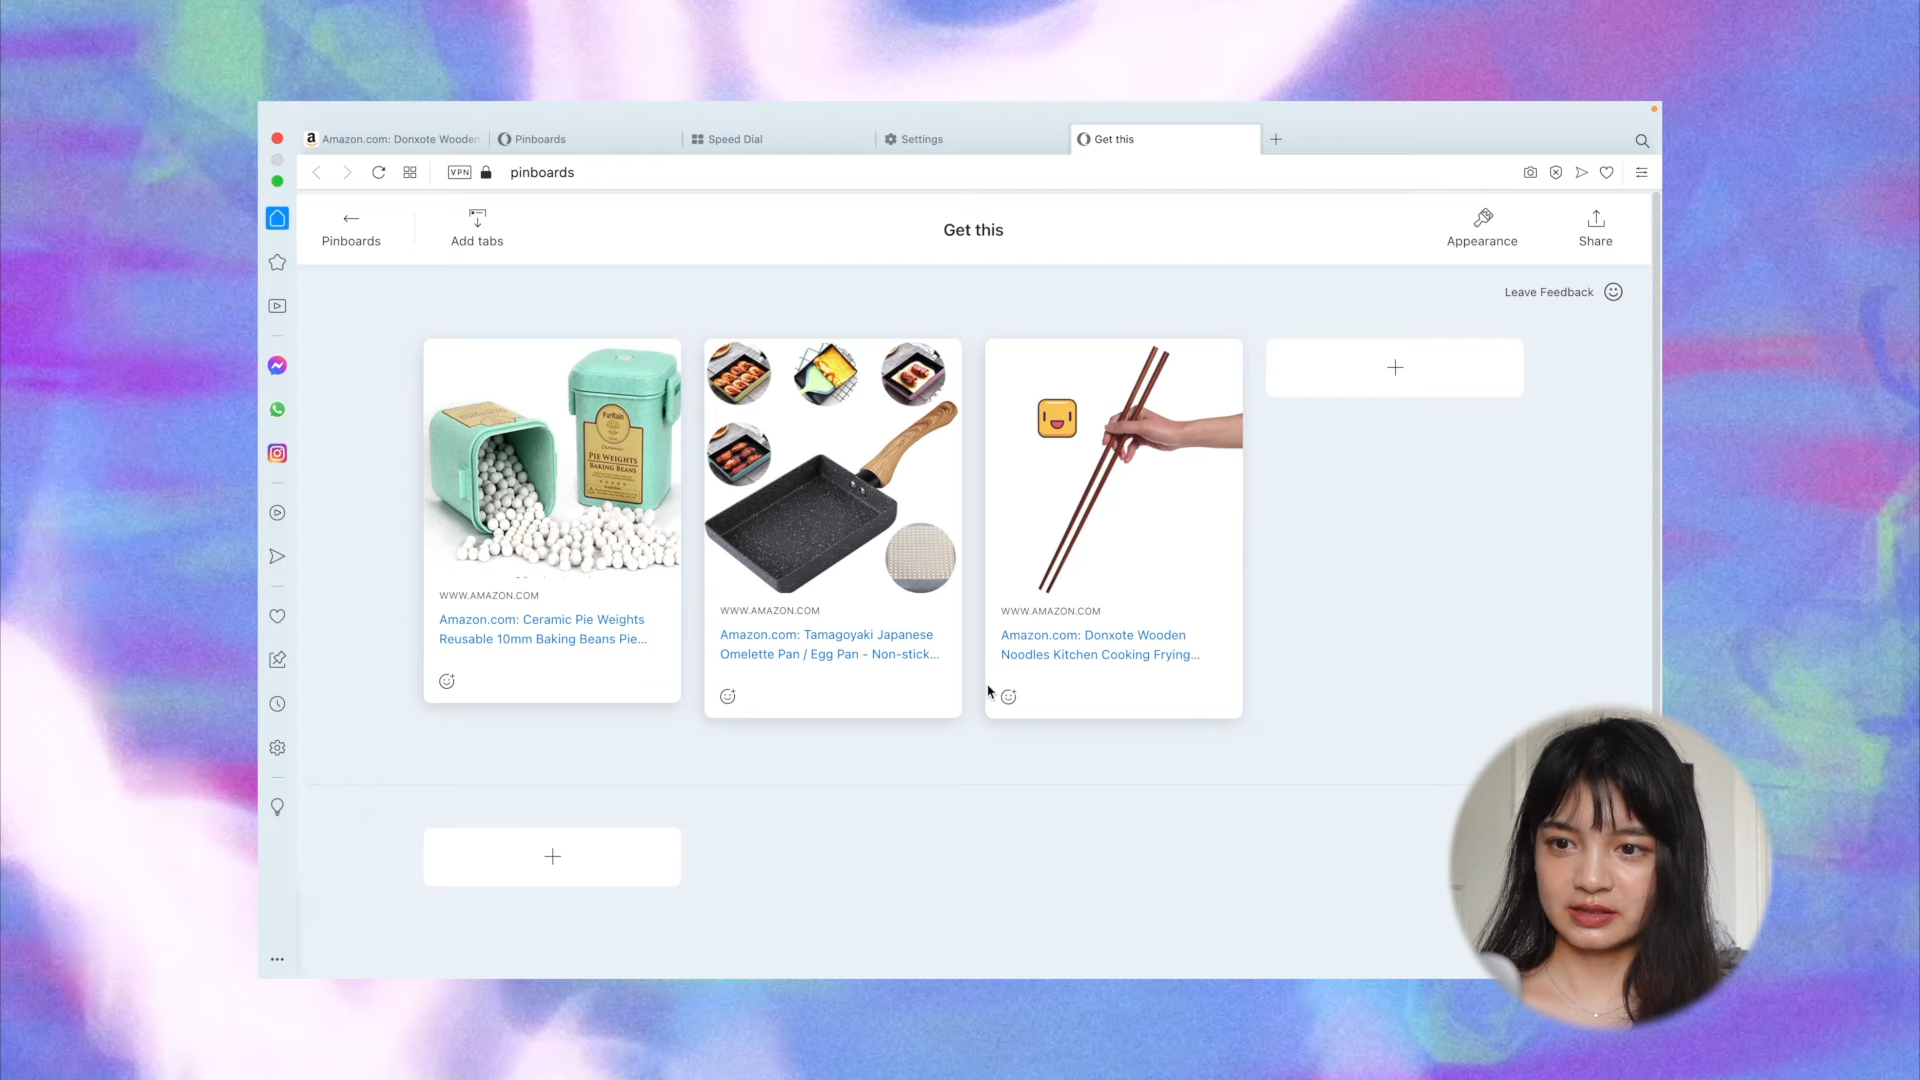 a Amazon.com: Donxote Wooden
Pinboards
Speed Dial
Settings
Get this
VPN
pinboards
Pinboards
Add tabs
Get this
Appearance
Share
Leave Feedback
FurRain
Ceramic
PIE WEIGHTS
BAKING BEANS
WWW.AMAZON.COM
Amazon.com: Ceramic Pie Weights
Reusable 10mm Baking Beans Pie...
WWW.AMAZON.COM
Amazon.com: Tamagoyaki Japanese
Omelette Pan / Egg Pan - Non-stick...
WWW.AMAZON.COM
Amazon.com: Donxote Wooden
Noodles Kitchen Cooking Frying...